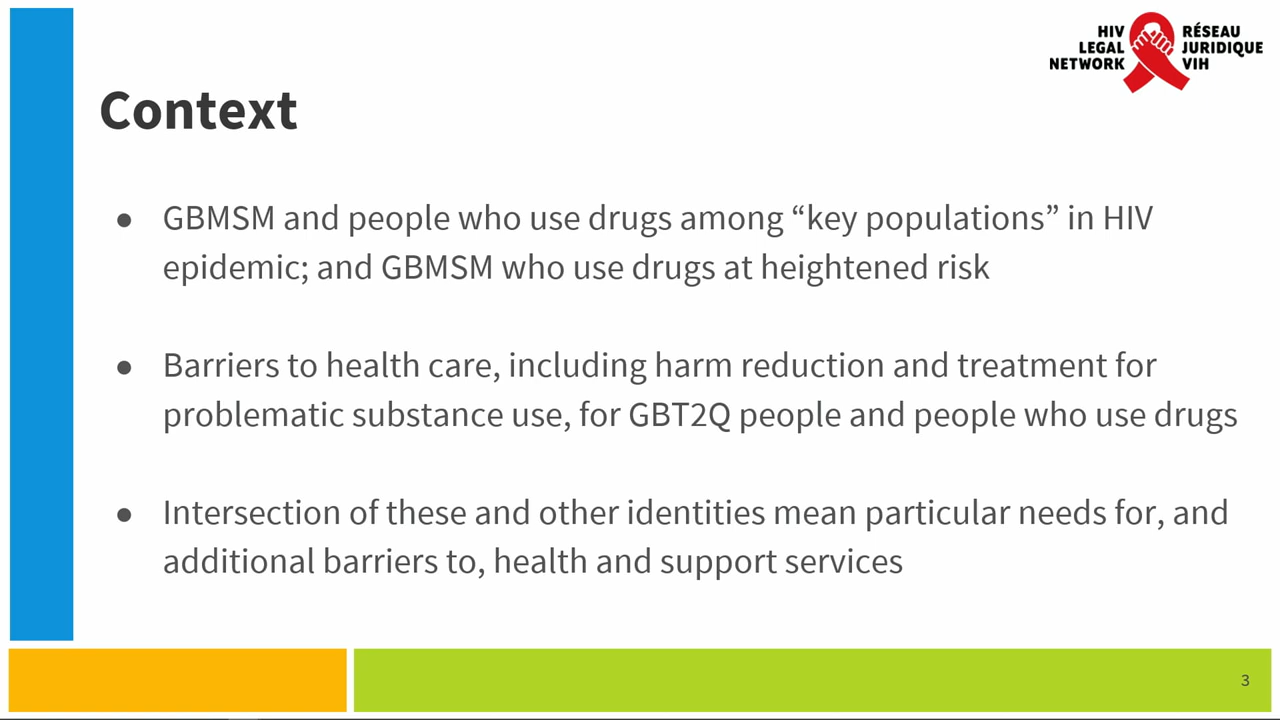 HIV LEGAL NETWORK
RÉSEAU JURIDIQUE VIH
Context
● GBMSM and people who use drugs among “key populations” in HIV
epidemic; and GBMSM who use drugs at heightened risk
● Barriers to health care, including harm reduction and treatment for
problematic substance use, for GBT2Q people and people who use drugs
● Intersection of these and other identities mean particular needs for, and
additional barriers to, health and support services
3